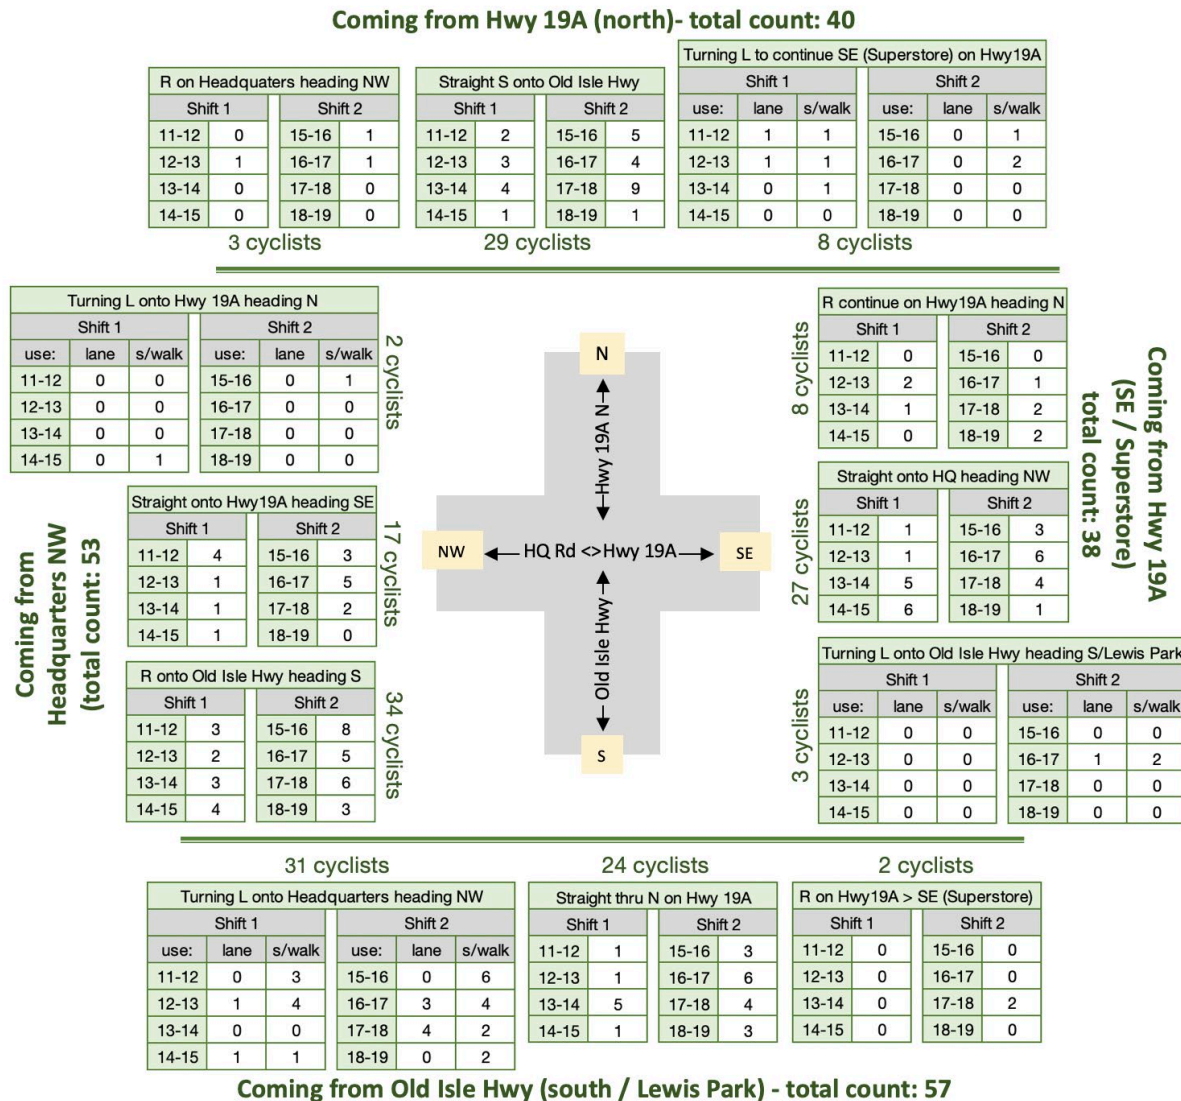 Coming from Hwy 19A (north)- total count: 40
R on Headquaters heading NW
Shift 1 Shift 2
11-12 0 15-16 1
12-13 1 16-17 1
13-14 0 17-18 0
14-15 0 18-19 0
3 cyclists
Straight S onto Old Isle Hwy
Shift 1 Shift 2
11-12 2 15-16 5
12-13 3 16-17 4
13-14 4 17-18 9
14-15 1 18-19 1
29 cyclists
Turning L to continue SE (Superstore) on Hwy19A
Shift 1 Shift 2
use: lane s/walk use: lane s/walk
11-12 1 1 15-16 0 1
12-13 1 1 16-17 0 2
13-14 0 1 17-18 0 0
14-15 0 0 18-19 0 0
8 cyclists
Turning L onto Hwy 19A heading N
Shift 1 Shift 2
use: lane s/walk use: lane s/walk
11-12 0 0 15-16 0 1
12-13 0 0 16-17 0 0
13-14 0 0 17-18 0 0
14-15 0 1 18-19 0 0
2 cyclists
Straight onto Hwy19A heading SE
Shift 1 Shift 2
11-12 4 15-16 3
12-13 1 16-17 5
13-14 1 17-18 2
14-15 1 18-19 0
17 cyclists
R onto Old Isle Hwy heading S
Shift 1 Shift 2
11-12 3 15-16 8
12-13 2 16-17 5
13-14 3 17-18 6
14-15 4 18-19 3
34 cyclists
Coming from
Headquarters NW
(total count: 53
N
Hwy 19A N
NW
HQ Rd <>Hwy 19A
SE
Old Isle Hwy
S
R continue on Hwy19A heading N
Shift 1 Shift 2
11-12 0 15-16 0
12-13 2 16-17 1
13-14 1 17-18 2
14-15 0 18-19 2
8 cyclists
Straight onto HQ heading NW
Shift 1 Shift 2
11-12 1 15-16 3
12-13 1 16-17 6
13-14 5 17-18 4
14-15 6 18-19 1
27 cyclists
Turning L onto Old Isle Hwy heading S/Lewis Park
Shift 1 Shift 2
use: lane s/walk use: lane s/walk
11-12 0 0 15-16 0 0
12-13 0 0 16-17 1 2
13-14 0 0 17-18 0 0
14-15 0 0 18-19 0 0
3 cyclists
Coming from Hwy 19A
(SE / Superstore)
total count: 38
31 cyclists
Turning L onto Headquarters heading NW
Shift 1 Shift 2
use: lane s/walk use: lane s/walk
11-12 0 3 15-16 0 6
12-13 1 4 16-17 3 4
13-14 0 0 17-18 4 2
14-15 1 1 18-19 0 2
24 cyclists
Straight thru N on Hwy 19A
Shift 1 Shift 2
11-12 1 15-16 3
12-13 1 16-17 6
13-14 5 17-18 4
14-15 1 18-19 3
2 cyclists
R on Hwy19A > SE (Superstore)
Shift 1 Shift 2
11-12 0 15-16 0
12-13 0 16-17 0
13-14 0 17-18 2
14-15 0 18-19 0
Coming from Old Isle Hwy (south / Lewis Park) - total count: 57